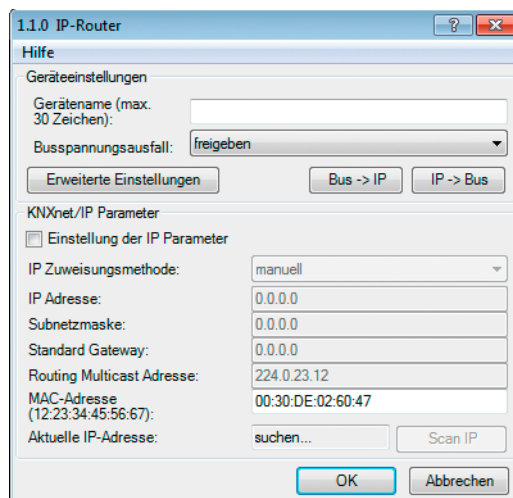 1.1.0 IP-Router
Hilfe
Geräteeinstellungen
Gerätename (max.
30 Zeichen):
Busspannungsausfall: freigeben
Erweiterte Einstellungen Bus -> IP IP -> Bus
KNXnet/IP Parameter
Einstellung der IP Parameter
IP Zuweisungsmethode: manuell
IP Adresse: 0.0.0.0
Subnetzmaske: 0.0.0.0
Standard Gateway: 0.0.0.0
Routing Multicast Adresse: 224.0.23.12
MAC-Adresse
(12:23:34:45:56:67): 00:30:DE:02:60:47
Aktuelle IP-Adresse: suchen... Scan IP
OK Abbrechen